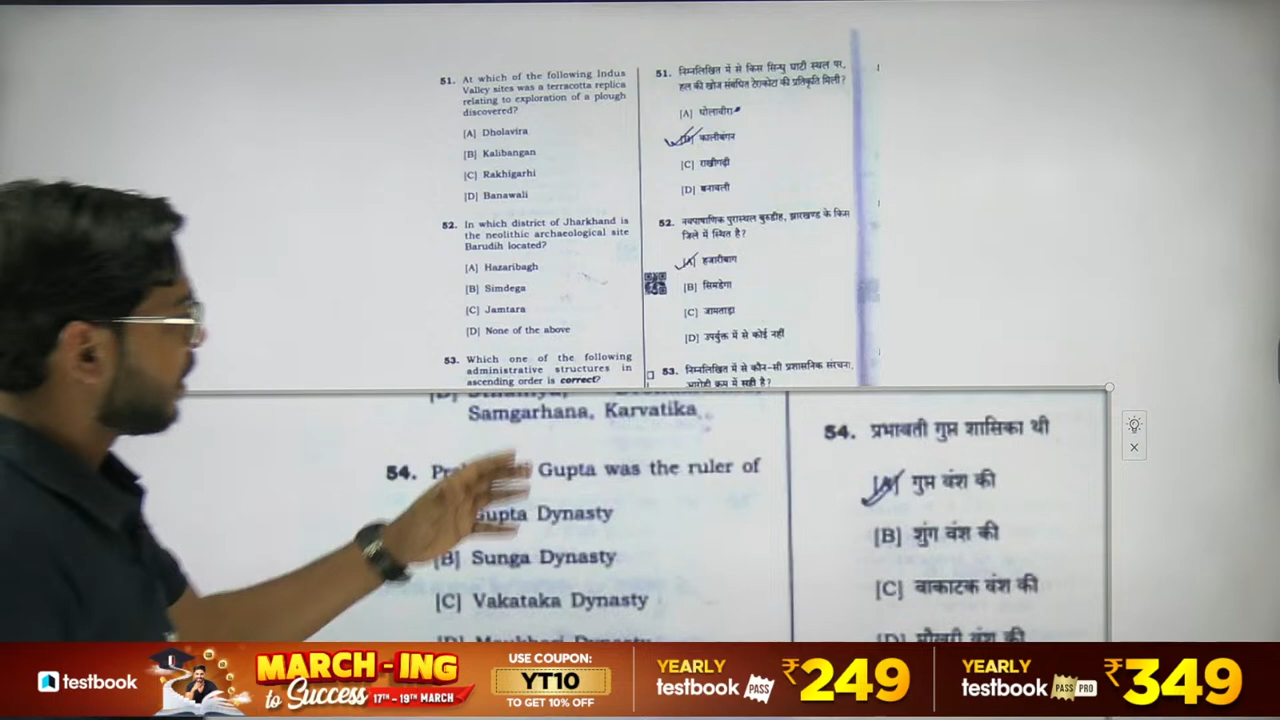 51. At which of the following Indus
Valley sites was a terracotta replica
relating to exploration of a plough
discovered?
[A] Dholavira
[B] Kalibangan
[C] Rakhigarhi
[D] Banawali
52. In which district of Jharkhand is
the neolithic archaeological site
Barudih located?
[A] Hazaribagh
[B] Simdega
[C] Jamtara
[D] None of the above
53. Which one of the following
administrative structures in
ascending order is correct?
51. निम्नलिखित में से किस सिन्धु घाटी स्थल पर,
हल की खोज संबंधित टेराकोटा की प्रतिकृति मिली?
[A] धोलावीरा
कालीबंगन
[C] राखीगढ़ी
[D] बनावली
52. नवपाषाणिक पुरास्थल बुरुडीह, झारखण्ड के किस
जिले में स्थित है?
[A] हजारीबाग
[B] सिमडेगा
[C] जामताड़ा
[D] उपर्युक्त में से कोई नहीं
53. निम्नलिखित में से कौन-सी प्रशासनिक संरचना,
आरोही क्रम में सही है?
Samgarhana, Karvatika
54. Gupta was the ruler of
Gupta Dynasty
[B] Sunga Dynasty
[C] Vakataka Dynasty
54. प्रभावती गुप्त शासिका थी
[A] गुप्त वंश की
[B] शुंग वंश की
[C] वाकाटक वंश की
[D] मौखरी वंश की
testbook
MARCH-ING
to Success 17TH - 19TH MARCH
USE COUPON:
YT10
TO GET 10% OFF
YEARLY
testbook PASS
₹249
YEARLY
testbook PASS PRO
₹349